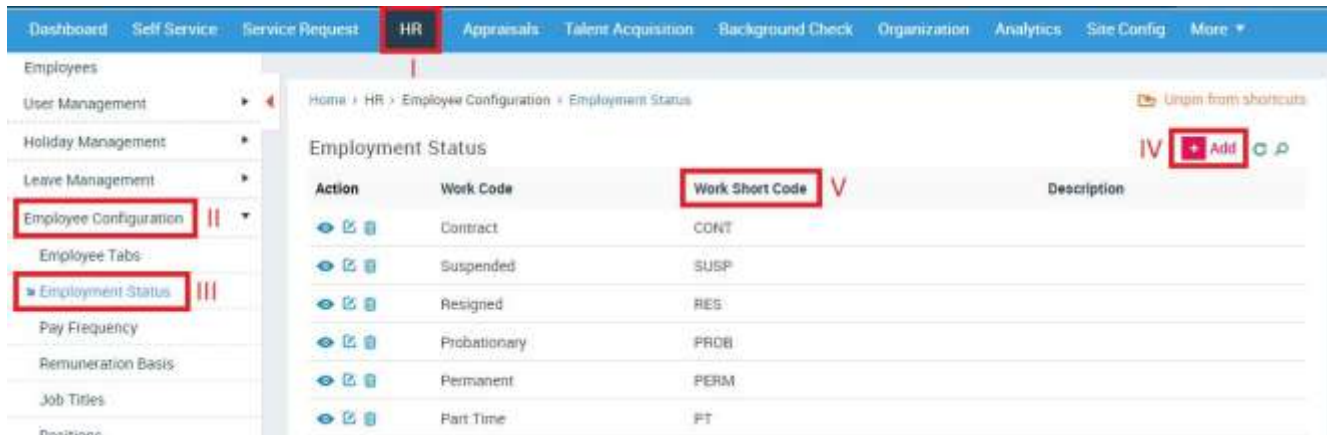 Dashboard Self Service Service Request HR Appraisals Talent Acquisition Background Check Organization Analytics Site Config More
I
Employees
User Management
Holiday Management
Leave Management
Employee Configuration II
Employee Tabs
Employment Status III
Pay Frequency
Remuneration Basis
Job Titles
Positions
Home › HR › Employee Configuration › Employment Status
Unpin from shortcuts
Employment Status
IV + Add
Action Work Code Work Short Code V Description
Contract CONT
Suspended SUSP
Resigned RES
Probationary PROB
Permanent PERM
Part Time PT